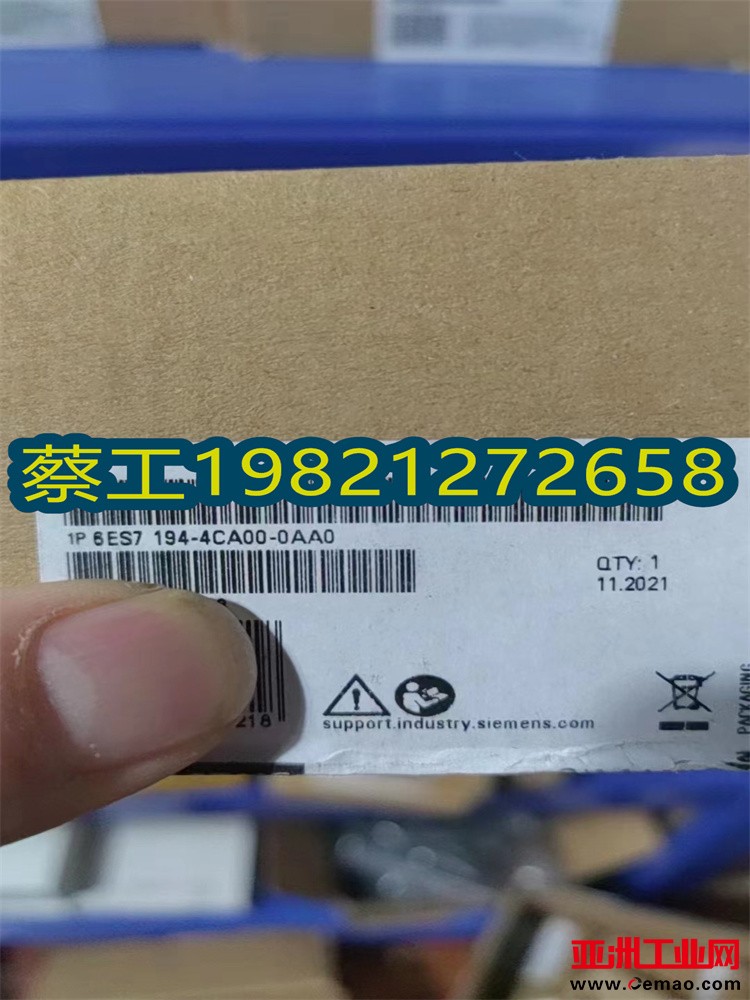 蔡工19821272658
1P 6ES7 194-4CA00-0AA0
QTY: 1
11.2021
218
support.industry.siemens.com
PACKAGING
亚洲工业网
www.Cemao.com